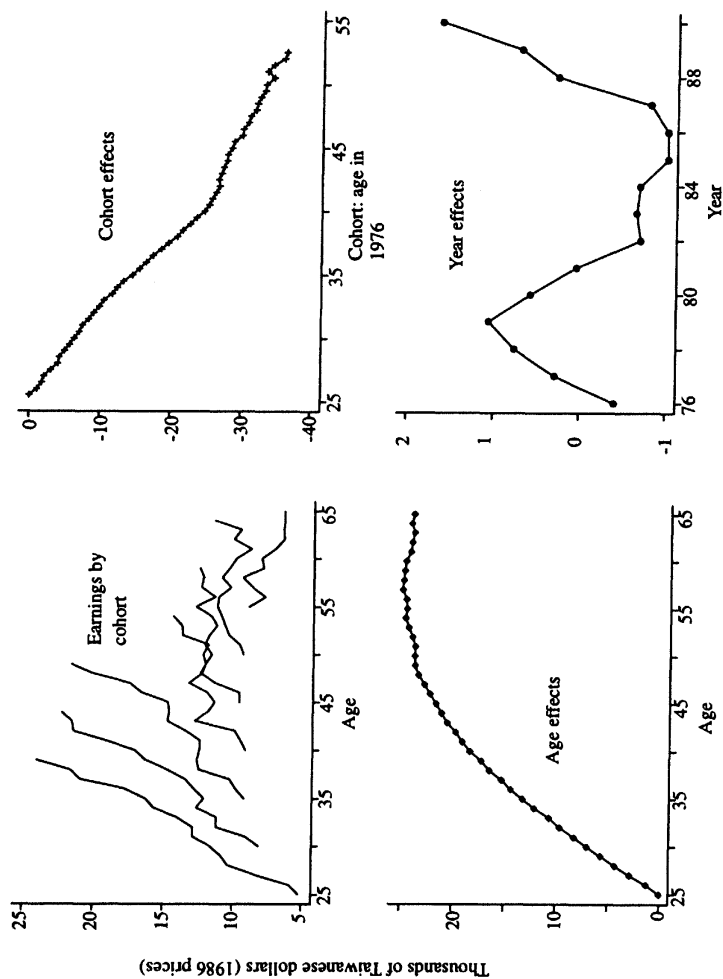 Thousands of Taiwanese dollars (1986 prices)
25
20
15
10
5
Earnings by
cohort
25 35 45 55 65
Age
0
-10
-20
-30
-40
Cohort effects
25 35 45 55
Cohort: age in
1976
20
10
0
Age effects
25 35 45 55 65
Age
2
1
0
-1
Year effects
76 80 84 88
Year